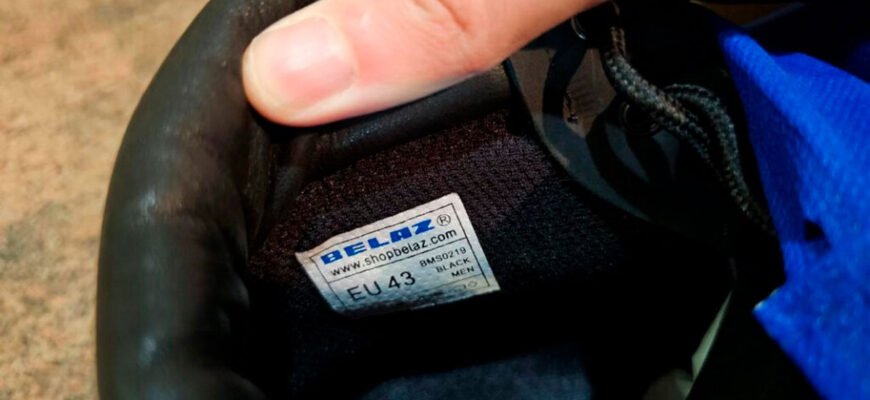 BELAZ®
www.shopbelaz.com
EU 43
BMS0219
BLACK
MEN